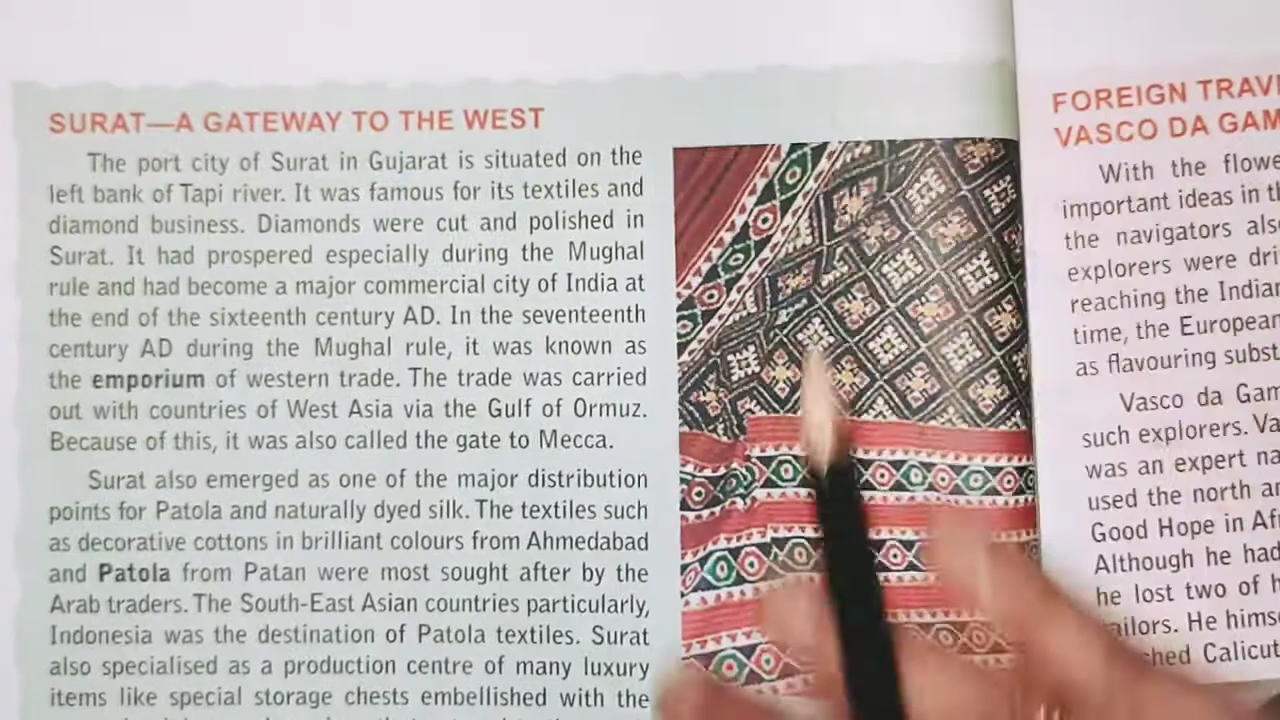 SURAT—A GATEWAY TO THE WEST
The port city of Surat in Gujarat is situated on the
left bank of Tapi river. It was famous for its textiles and
diamond business. Diamonds were cut and polished in
Surat. It had prospered especially during the Mughal
rule and had become a major commercial city of India at
the end of the sixteenth century AD. In the seventeenth
century AD during the Mughal rule, it was known as
the emporium of western trade. The trade was carried
out with countries of West Asia via the Gulf of Ormuz.
Because of this, it was also called the gate to Mecca.
Surat also emerged as one of the major distribution
points for Patola and naturally dyed silk. The textiles such
as decorative cottons in brilliant colours from Ahmedabad
and Patola from Patan were most sought after by the
Arab traders. The South-East Asian countries particularly,
Indonesia was the destination of Patola textiles. Surat
also specialised as a production centre of many luxury
items like special storage chests embellished with the
FOREIGN TRAV
VASCO DA GAM
With the flowe
important ideas in t
the navigators als
explorers were dri
reaching the Indian
time, the European
as flavouring subst
Vasco da Gam
such explorers. Va
was an expert na
used the north a
Good Hope in Af
Although he had
he lost two of h
ailors. He hims
ched Calicut